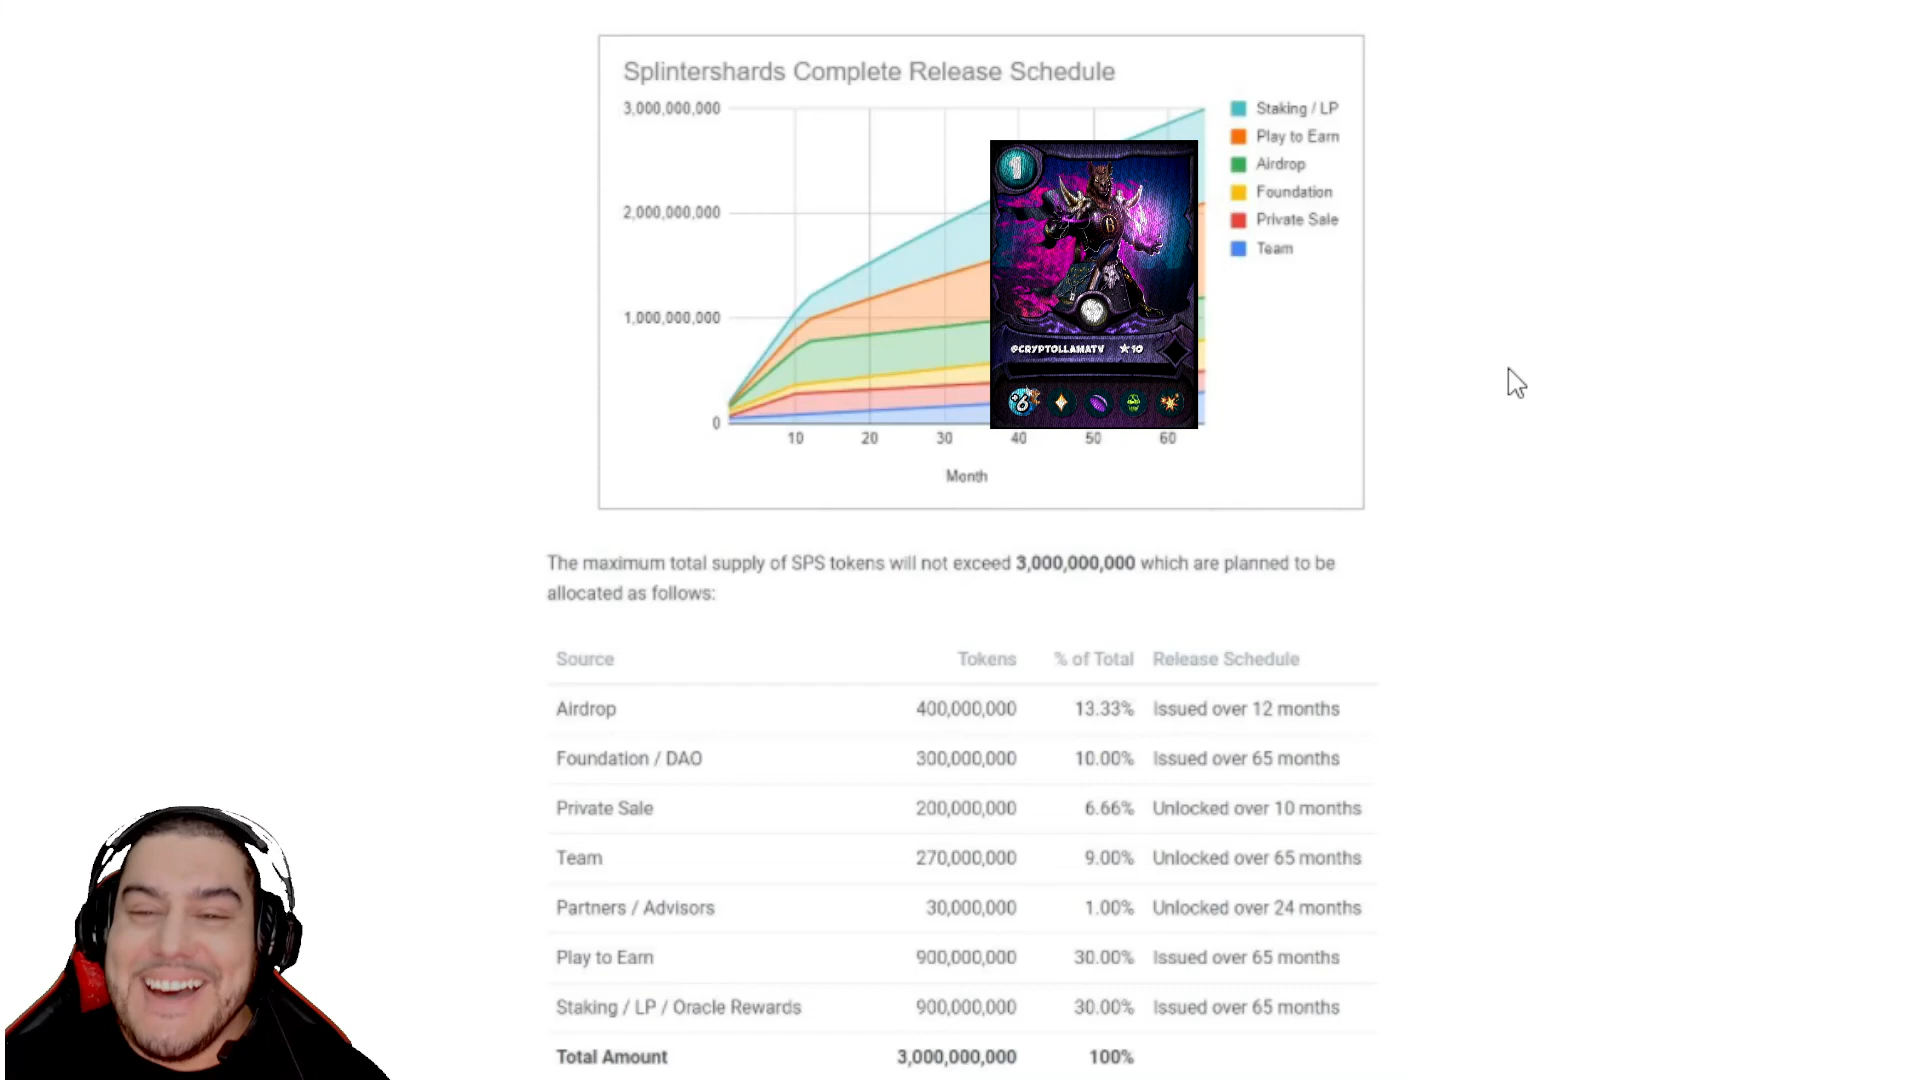 Splintershards Complete Release Schedule
3,000,000,000
2,000,000,000
1,000,000,000
0
10 20 30 40 50 60
Month
Staking / LP
Play to Earn
Airdrop
Foundation
Private Sale
Team
1
B
@CRYPTOLLAMATV ★10
6
The maximum total supply of SPS tokens will not exceed 3,000,000,000 which are planned to be
allocated as follows:
Source Tokens % of Total Release Schedule
Airdrop 400,000,000 13.33% Issued over 12 months
Foundation / DAO 300,000,000 10.00% Issued over 65 months
Private Sale 200,000,000 6.66% Unlocked over 10 months
Team 270,000,000 9.00% Unlocked over 65 months
Partners / Advisors 30,000,000 1.00% Unlocked over 24 months
Play to Earn 900,000,000 30.00% Issued over 65 months
Staking / LP / Oracle Rewards 900,000,000 30.00% Issued over 65 months
Total Amount 3,000,000,000 100%